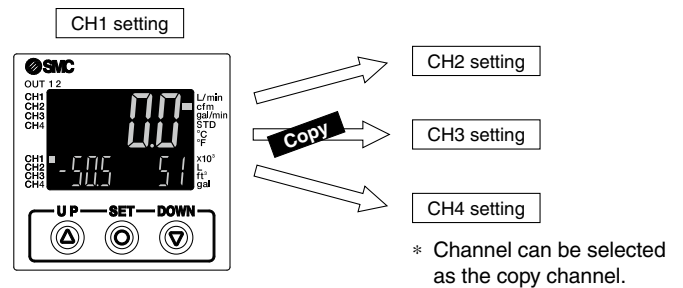 CH1 setting
SMC
OUT 1 2
CH1
CH2
CH3
CH4
0.0
L/min
cfm
gal/min
STD
°C
°F
CH1
CH2
CH3
CH4
-50.5 51
x10³
L
ft³
gal
UP SET DOWN
Copy
CH2 setting
CH3 setting
CH4 setting
* Channel can be selected
as the copy channel.